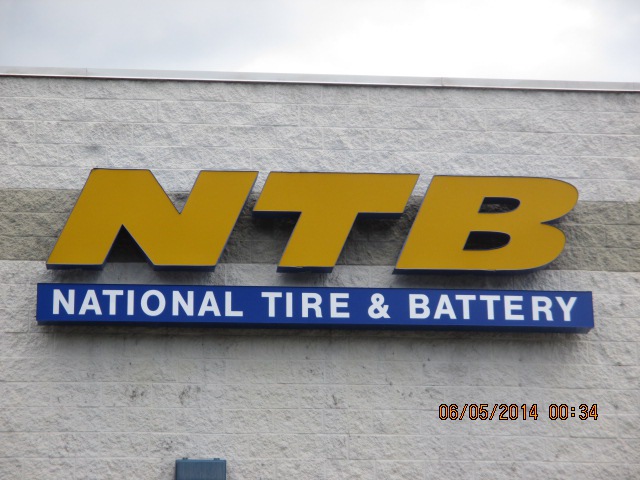 NTB
NATIONAL TIRE & BATTERY
06/05/2014 00:34